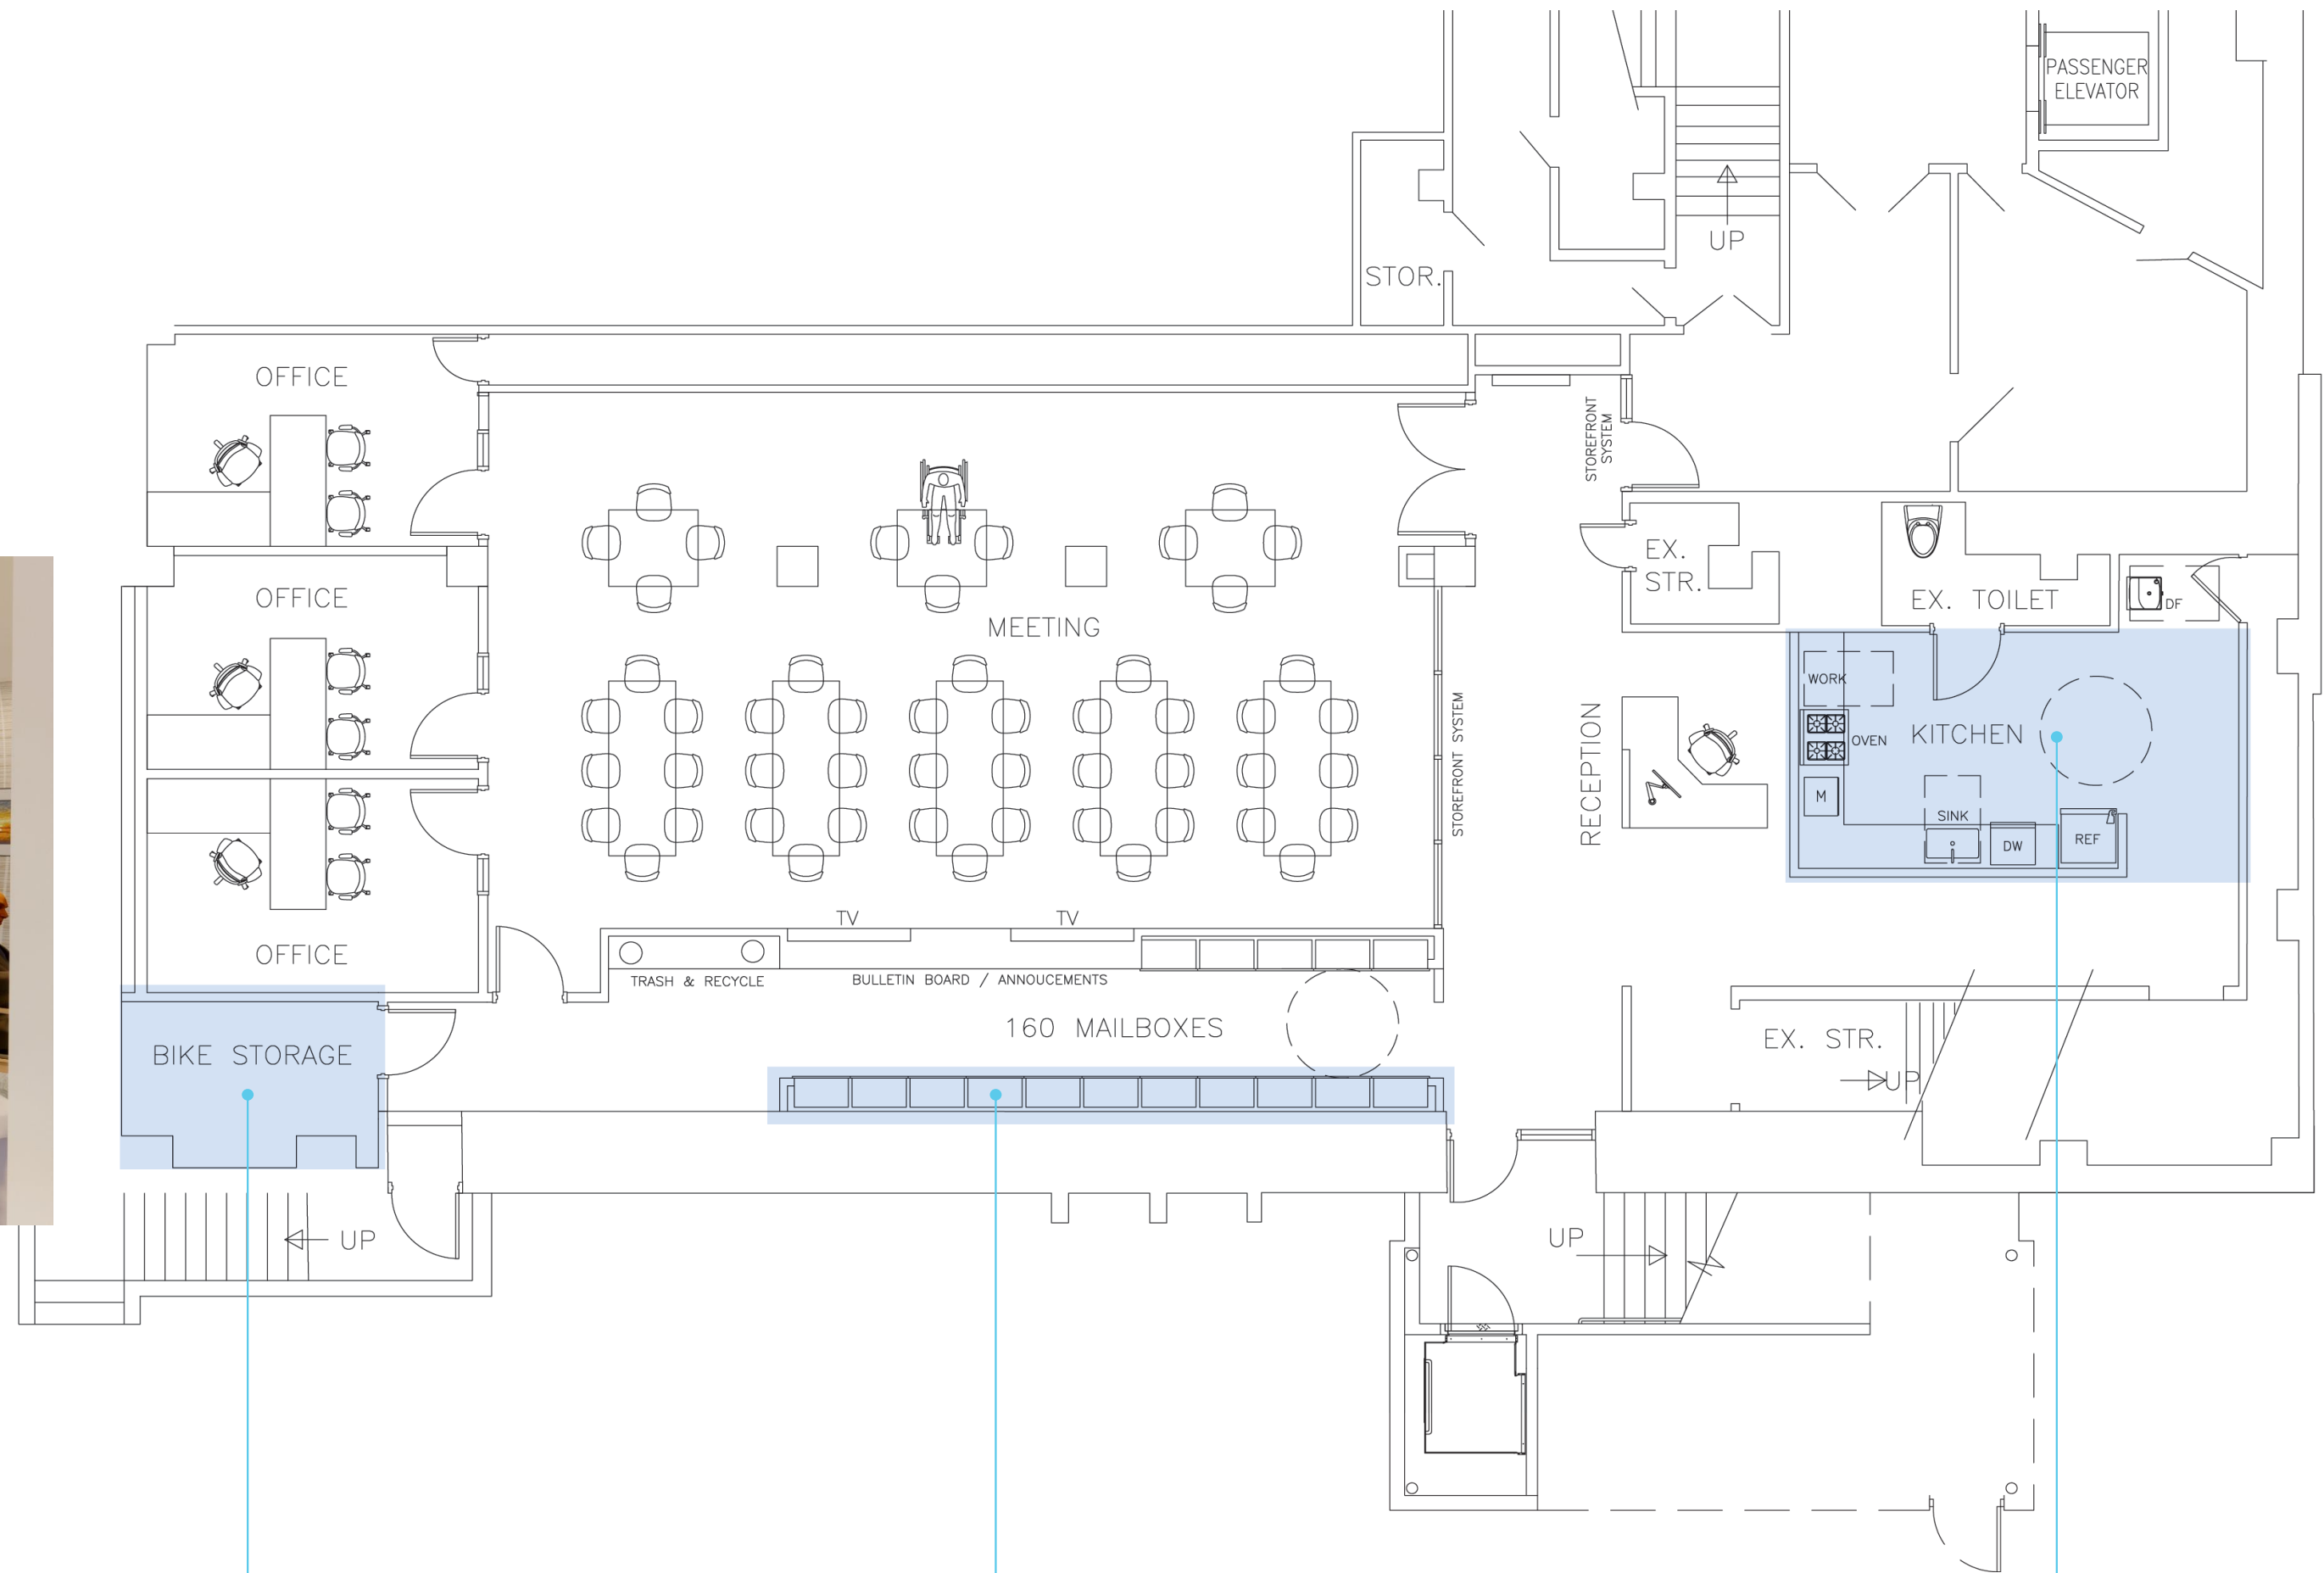 PASSENGER
ELEVATOR
UP
STOR.
OFFICE
STOREFRONT
SYSTEM
EX.
STR.
OFFICE
EX. TOILET
DF
MEETING
WORK
STOREFRONT SYSTEM
RECEPTION
OVEN
KITCHEN
M
SINK
DW
REF
TV
TV
OFFICE
TRASH & RECYCLE
BULLETIN BOARD / ANNOUCEMENTS
160 MAILBOXES
BIKE STORAGE
EX. STR.
UP
UP
UP